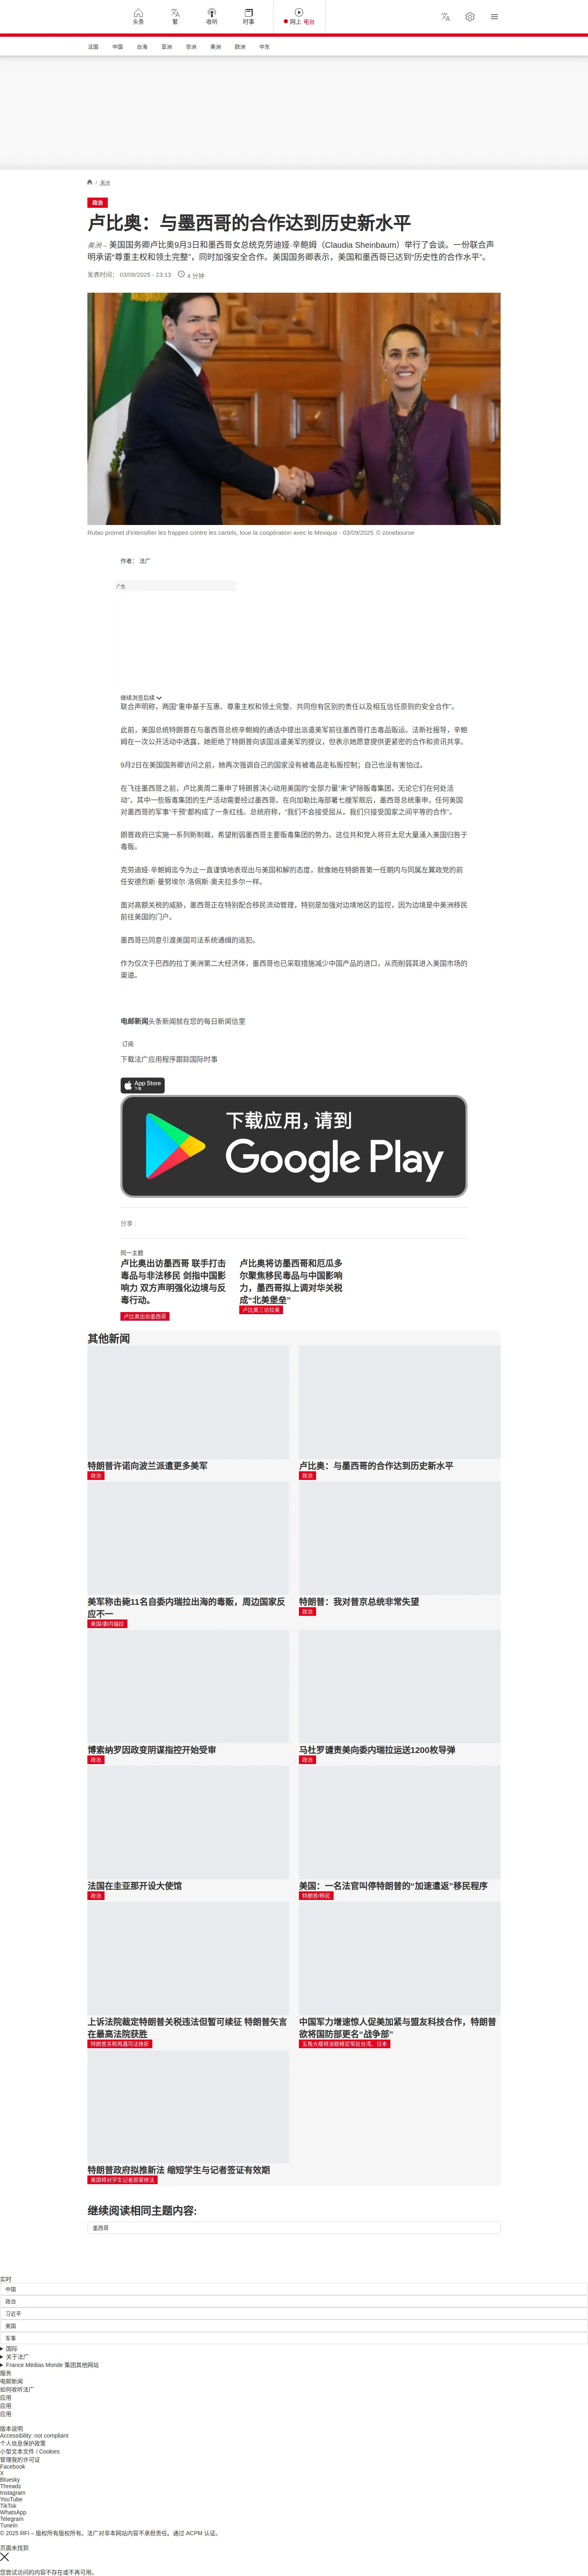 头条
繁
收听
时事
网上 电台
法国
中国
台海
亚洲
非洲
美洲
欧洲
中东
/ 美洲
政治
卢比奥：与墨西哥的合作达到历史新水平
美洲 – 美国国务卿卢比奥9月3日和墨西哥女总统克劳迪娅·辛鲍姆（Claudia Sheinbaum）举行了会谈。一份联合声
明承诺“尊重主权和领土完整”，同时加强安全合作。美国国务卿表示，美国和墨西哥已达到“历史性的合作水平”。
发表时间： 03/09/2025 - 23:13 4 分钟
Rubio promet d'intensifier les frappes contre les cartels, loue la coopération avec le Mexique - 03/09/2025 © zonebourse
作者： 法广
广告
继续浏览后续
联合声明称，两国“重申基于互惠、尊重主权和领土完整、共同但有区别的责任以及相互信任原则的安全合作”。
此前，美国总统特朗普在与墨西哥总统辛鲍姆的通话中提出派遣美军前往墨西哥打击毒品贩运。法新社报导，辛鲍
姆在一次公开活动中透露，她拒绝了特朗普向该国派遣美军的提议，但表示她愿意提供更紧密的合作和资讯共享。
9月2日在美国国务卿访问之前，她再次强调自己的国家没有被毒品走私贩控制；自己也没有害怕过。
在飞往墨西哥之前，卢比奥周二重申了特朗普决心动用美国的“全部力量”来“铲除贩毒集团，无论它们在何处活
动”，其中一些贩毒集团的生产活动需要经过墨西哥。在向加勒比海部署七艘军舰后，墨西哥总统重申，任何美国
对墨西哥的军事“干预”都构成了一条红线。总统府称，“我们不会接受屈从。我们只接受国家之间平等的合作”。
朗普政府已实施一系列新制裁，希望削弱墨西哥主要贩毒集团的势力。这位共和党人将芬太尼大量涌入美国归咎于
毒贩。
克劳迪娅·辛鲍姆迄今为止一直谨慎地表现出与美国和解的态度，就像她在特朗普第一任期内与同属左翼政党的前
任安德烈斯·曼努埃尔·洛佩斯·奥夫拉多尔一样。
面对高额关税的威胁，墨西哥正在特别配合移民流动管理，特别是加强对边境地区的监控，因为边境是中美洲移民
前往美国的门户。
墨西哥已同意引渡美国司法系统通缉的逃犯。
作为仅次于巴西的拉丁美洲第二大经济体，墨西哥也已采取措施减少中国产品的进口，从而削弱其进入美国市场的
渠道。
电邮新闻头条新闻就在您的每日新闻信里
订阅
下载法广应用程序跟踪国际时事
App Store
下载
下载应用，请到
Google Play
分享 :
同一主题
卢比奥出访墨西哥 联手打击
毒品与非法移民 剑指中国影
响力 双方声明强化边境与反
毒行动。
卢比奥出访墨西哥
卢比奥将访墨西哥和厄瓜多
尔聚焦移民毒品与中国影响
力，墨西哥拟上调对华关税
成“北美堡垒”
卢比奥三访拉美
其他新闻
特朗普许诺向波兰派遣更多美军
政治
卢比奥：与墨西哥的合作达到历史新水平
政治
美军称击毙11名自委内瑞拉出海的毒贩，周边国家反
应不一
美国/委内瑞拉
特朗普：我对普京总统非常失望
政治
博索纳罗因政变阴谋指控开始受审
政治
马杜罗谴责美向委内瑞拉运送1200枚导弹
政治
法国在圭亚那开设大使馆
政治
美国：一名法官叫停特朗普的“加速遣返”移民程序
特朗普/移民
上诉法院裁定特朗普关税违法但暂可续征 特朗普矢言
在最高法院获胜
特朗普关税再遇司法挫折
中国军力增速惊人促美加紧与盟友科技合作，特朗普
欲将国防部更名“战争部”
五角大楼将派联络官常驻台湾、日本
特朗普政府拟推新法 缩短学生与记者签证有效期
美国将对学生记者居留修法
继续阅读相同主题内容:
墨西哥
实时
中国
政治
习近平
美国
军事
国际
关于法广
France Médias Monde 集团其他网站
服务
电邮新闻
如何收听法广
应用
应用
应用
版本说明
Accessibility: not compliant
个人信息保护政策
小型文本文件 / Cookies
管理我的许可证
Facebook
X
Bluesky
Threads
Instagram
YouTube
TikTok
WhatsApp
Telegram
TuneIn
© 2025 RFI – 版权所有版权所有。法广对非本网站内容不承担责任。通过 ACPM 认证。
页面未找到
您尝试访问的内容不存在或不再可用。